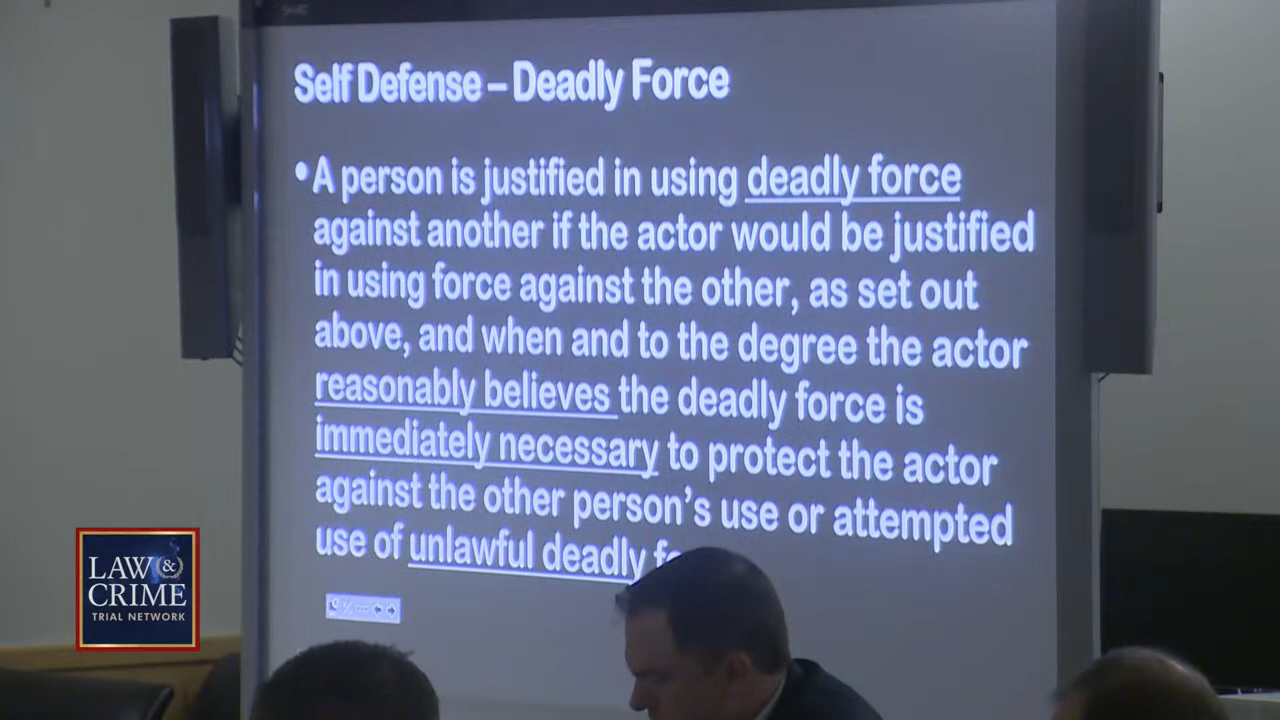 Self Defense – Deadly Force
•A person is justified in using deadly force
against another if the actor would be justified
in using force against the other, as set out
above, and when and to the degree the actor
reasonably believes the deadly force is
immediately necessary to protect the actor
against the other person's use or attempted
use of unlawful deadly
LAW &
CRIME
TRIAL NETWORK